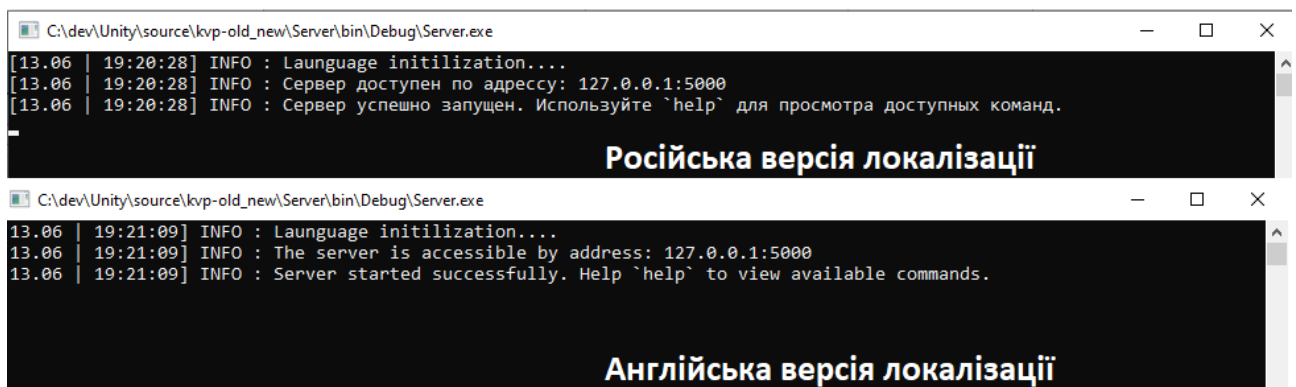 C:\dev\Unity\source\kvp-old_new\Server\bin\Debug\Server.exe
[13.06 | 19:20:28] INFO : Launguage initilization....
[13.06 | 19:20:28] INFO : Сервер доступен по адрессу: 127.0.0.1:5000
[13.06 | 19:20:28] INFO : Сервер успешно запущен. Используйте `help` для просмотра доступных команд.
Російська версія локалізації
C:\dev\Unity\source\kvp-old_new\Server\bin\Debug\Server.exe
13.06 | 19:21:09] INFO : Launguage initilization....
13.06 | 19:21:09] INFO : The server is accessible by address: 127.0.0.1:5000
13.06 | 19:21:09] INFO : Server started successfully. Help `help` to view available commands.
Англійська версія локалізації